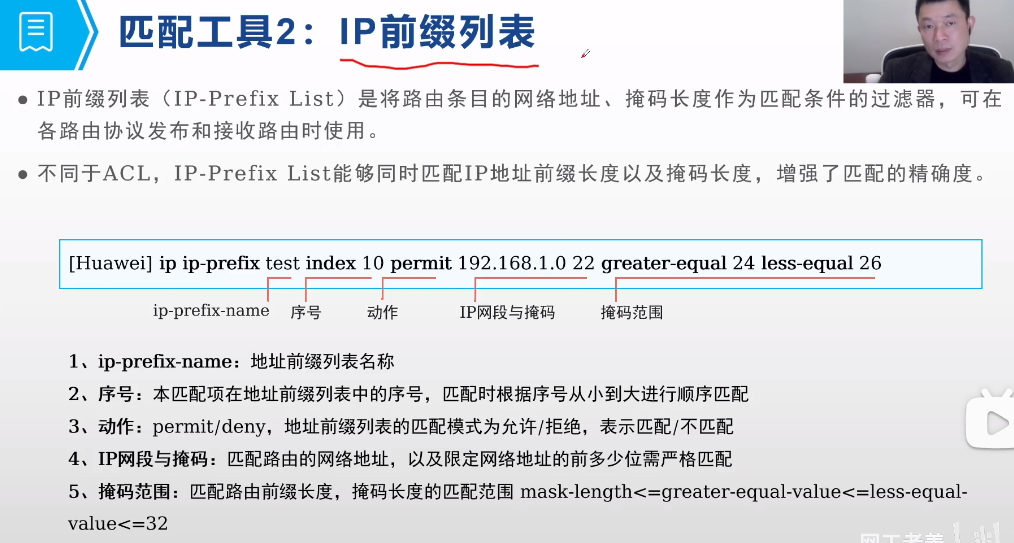 匹配工具2：IP前缀列表
● IP前缀列表（IP-Prefix List）是将路由条目的网络地址、掩码长度作为匹配条件的过滤器，可在
各路由协议发布和接收路由时使用。
● 不同于ACL，IP-Prefix List能够同时匹配IP地址前缀长度以及掩码长度，增强了匹配的精确度。
[Huawei] ip ip-prefix test index 10 permit 192.168.1.0 22 greater-equal 24 less-equal 26
ip-prefix-name 序号 动作 IP网段与掩码 掩码范围
1、ip-prefix-name：地址前缀列表名称
2、序号：本匹配项在地址前缀列表中的序号，匹配时根据序号从小到大进行顺序匹配
3、动作：permit/deny，地址前缀列表的匹配模式为允许/拒绝，表示匹配/不匹配
4、IP网段与掩码：匹配路由的网络地址，以及限定网络地址的前多少位需严格匹配
5、掩码范围：匹配路由前缀长度，掩码长度的匹配范围 mask-length<=greater-equal-value<=less-equal-
value<=32